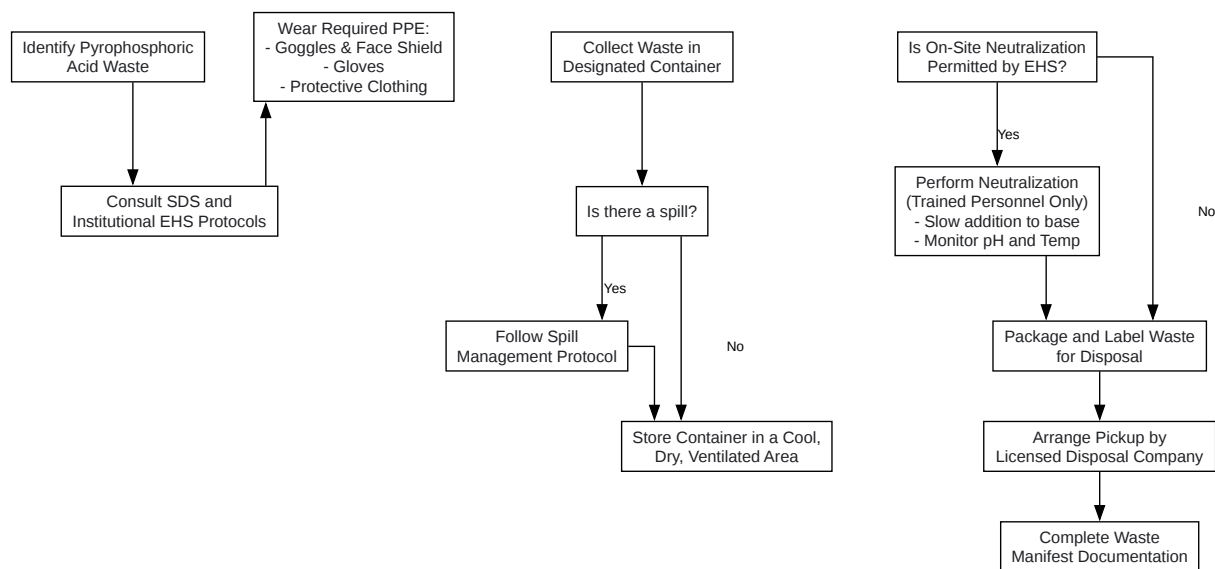 Identify Pyrophosphoric
Acid Waste
Consult SDS and
Institutional EHS Protocols
Wear Required PPE:
- Goggles & Face Shield
- Gloves
- Protective Clothing
Collect Waste in
Designated Container
Is there a spill?
Yes
No
Follow Spill
Management Protocol
Store Container in a Cool,
Dry, Ventilated Area
Is On-Site Neutralization
Permitted by EHS?
Yes
No
Perform Neutralization
(Trained Personnel Only)
- Slow addition to base
- Monitor pH and Temp
Package and Label Waste
for Disposal
Arrange Pickup by
Licensed Disposal Company
Complete Waste
Manifest Documentation